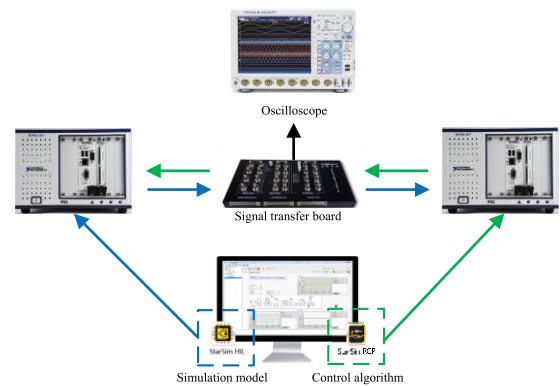 Oscilloscope
Signal transfer board
StarSim HIL
StarSim RCP
Simulation model
Control algorithm